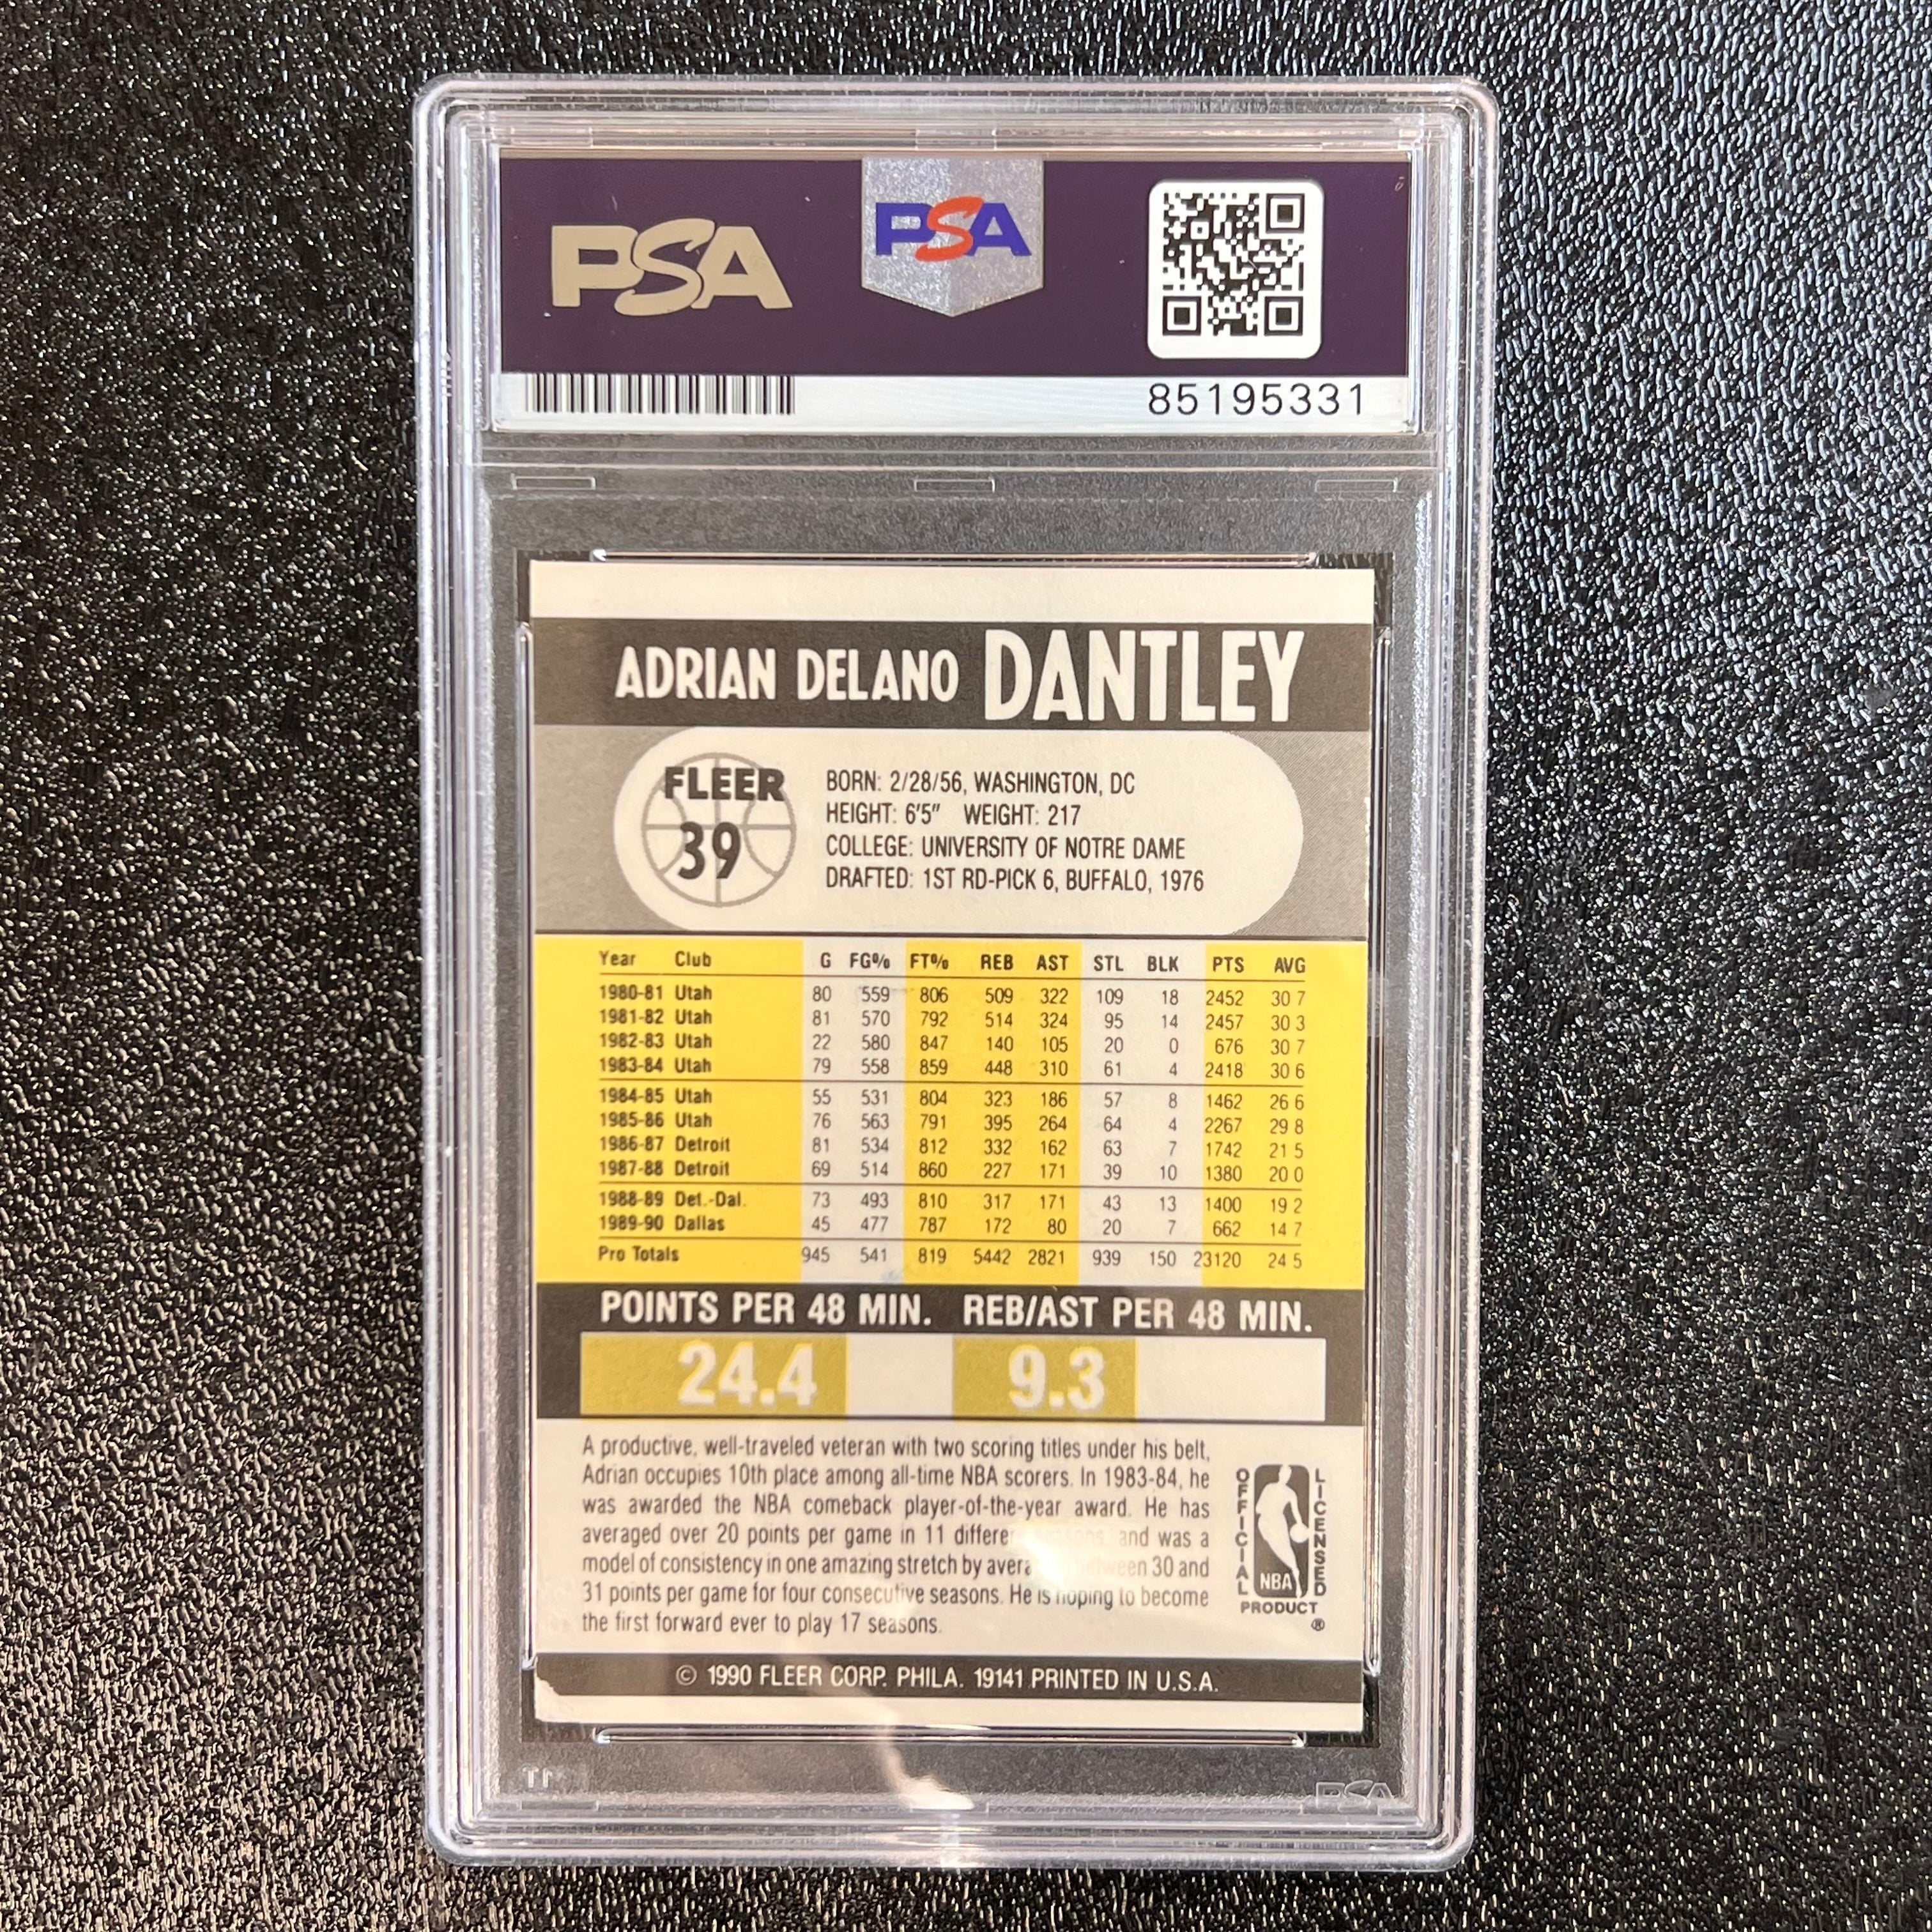 PSA PSA
85195331
ADRIAN DELANO DANTLEY
FLEER
39
BORN: 2/28/56, WASHINGTON, DC
HEIGHT: 6'5" WEIGHT: 217
COLLEGE: UNIVERSITY OF NOTRE DAME
DRAFTED: 1ST RD-PICK 6, BUFFALO, 1976
Year Club G FG% FT% REB AST STL BLK PTS AVG
1980-81 Utah 80 559 806 509 322 109 18 2452 30 7
1981-82 Utah 81 570 792 514 324 95 14 2457 30 3
1982-83 Utah 22 580 847 140 105 20 0 676 30 7
1983-84 Utah 79 558 859 448 310 61 4 2418 30 6
1984-85 Utah 55 531 804 323 186 57 8 1462 26 6
1985-86 Utah 76 563 791 395 264 64 4 2267 29 8
1986-87 Detroit 81 534 812 332 162 63 7 1742 21 5
1987-88 Detroit 69 514 860 227 171 39 10 1380 20 0
1988-89 Det.-Dal. 73 493 810 317 171 43 13 1400 19 2
1989-90 Dallas 45 477 787 172 80 20 7 662 14 7
Pro Totals 945 541 819 5442 2821 939 150 23120 24 5
POINTS PER 48 MIN. REB/AST PER 48 MIN.
24.4 9.3
A productive, well-traveled veteran with two scoring titles under his belt,
Adrian occupies 10th place among all-time NBA scorers. In 1983-84, he
was awarded the NBA comeback player-of-the-year award. He has
averaged over 20 points per game in 11 and was a
model of consistency in one amazing stretch by 30 and
31 points per game for four consecutive seasons. He is hoping to become
the first forward ever to play 17 seasons.
OFFICIAL LICENSED
NBA
PRODUCT
®
© 1990 FLEER CORP. PHILA. 19141 PRINTED IN U.S.A.
PSA